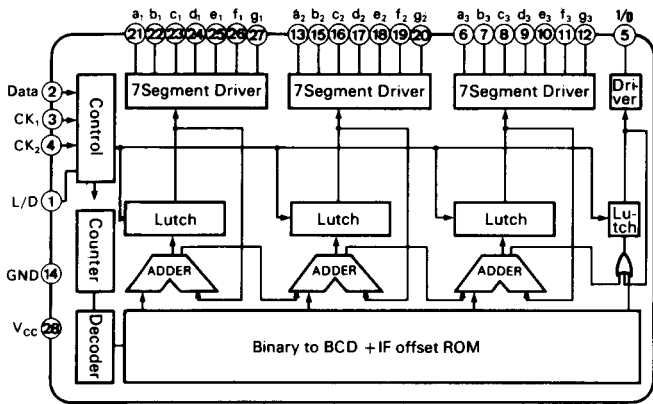 a₁ b₁ c₁ d₁ e₁ f₁ g₁ a₂ b₂ c₂ d₂ e₂ f₂ g₂ a₃ b₃ c₃ d₃ e₃ f₃ g₃ 1/g
21 22 23 24 25 26 27 13 15 16 17 18 19 20 6 7 8 9 10 11 12 5
7Segment Driver 7Segment Driver 7Segment Driver Dri-
ver
Data 2
CK₁ 3
CK₂ 4
L/D 1
Control
Lutch Lutch Lutch Lu-
tch
Counter
GND 14
ADDER ADDER ADDER
Vcc 28
Decoder
Binary to BCD + IF offset ROM